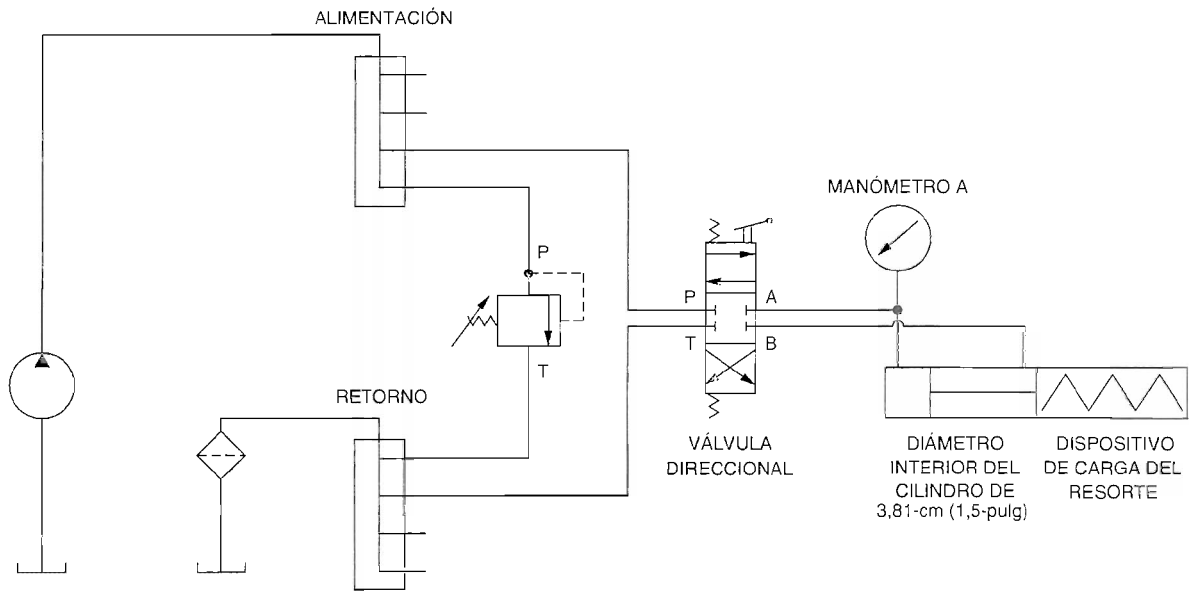 ALIMENTACIÓN
MANÓMETRO A
P
P
A
T
B
T
RETORNO
VÁLVULA
DIRECCIONAL
DIÁMETRO
INTERIOR DEL
CILINDRO DE
3,81-cm (1,5-pulg)
DISPOSITIVO
DE CARGA DEL
RESORTE